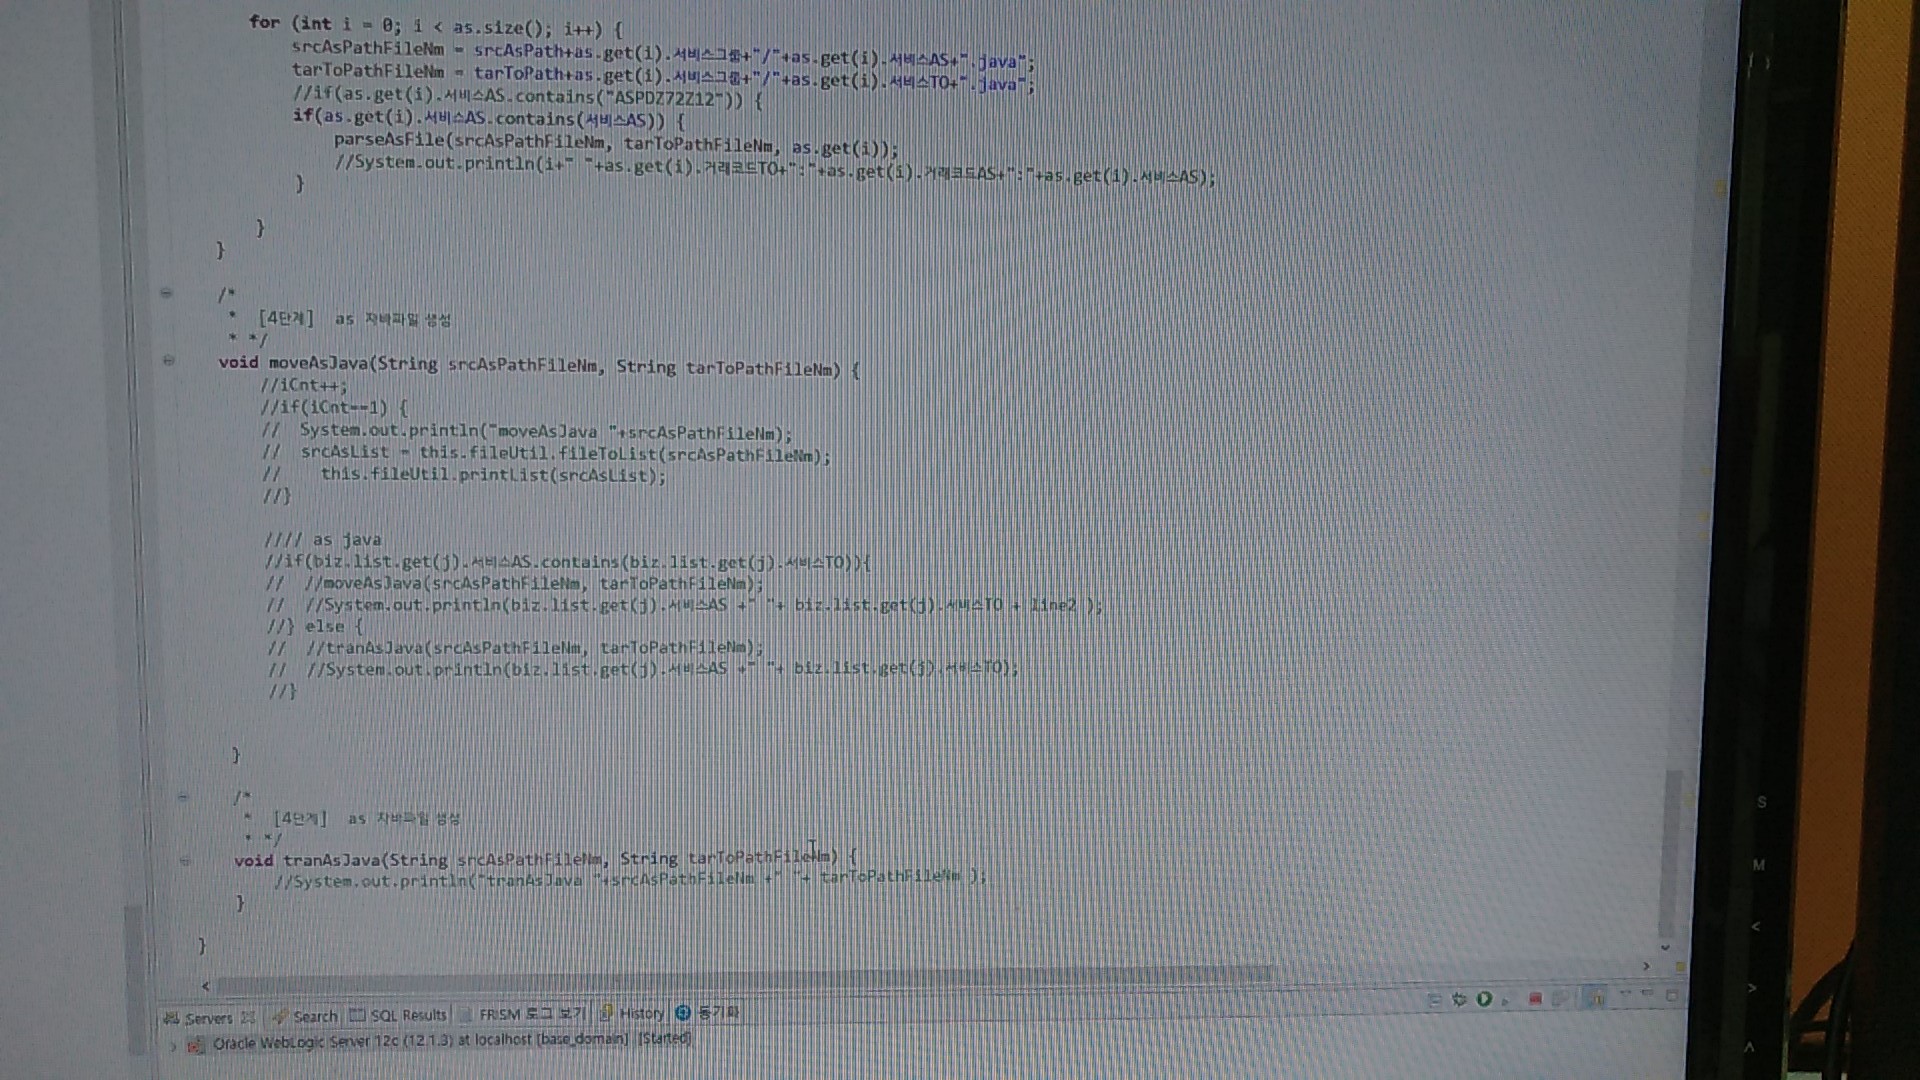 for (int i = 0; i < as.size(); i++) {
srcAsPathFileNm = srcAsPath+as.get(i).서비스그룹+"/"+as.get(i).서비스AS+".java";
tarToPathFileNm = tarToPath+as.get(i).서비스그룹+"/"+as.get(i).서비스TO+".java";
//if(as.get(i).서비스AS.contains("ASPDZ72Z12")) {
if(as.get(i).서비스AS.contains(서비스AS)) {
parseAsFile(srcAsPathFileNm, tarToPathFileNm, as.get(i));
//System.out.println(i+" "+as.get(i).거래코드TO+":"+as.get(i).거래코드AS+":"+as.get(i).서비스AS);
}
}
}
/*
* [4단계] as 자바파일 생성
* */
void moveAsJava(String srcAsPathFileNm, String tarToPathFileNm) {
//iCnt++;
//if(iCnt==1) {
// System.out.println("moveAsJava "+srcAsPathFileNm);
// srcAsList = this.fileUtil.fileToList(srcAsPathFileNm);
// this.fileUtil.printList(srcAsList);
//}
//// as java
//if(biz.list.get(j).서비스AS.contains(biz.list.get(j).서비스TO)){
// //moveAsJava(srcAsPathFileNm, tarToPathFileNm);
// //System.out.println(biz.list.get(j).서비스AS +" "+ biz.list.get(j).서비스TO + line2 );
//} else {
// //tranAsJava(srcAsPathFileNm, tarToPathFileNm);
// //System.out.println(biz.list.get(j).서비스AS +" "+ biz.list.get(j).서비스TO);
//}
}
/*
* [4단계] as 자바파일 생성
* */
void tranAsJava(String srcAsPathFileNm, String tarToPathFileNm) {
//System.out.println("tranAsJava "+srcAsPathFileNm +" "+ tarToPathFileNm );
}
}
Servers Search SQL Results FRISM 로그 보기 History 동기화
Oracle WebLogic Server 12c (12.1.3) at localhost [base_domain] [Started]
S
M
<
>